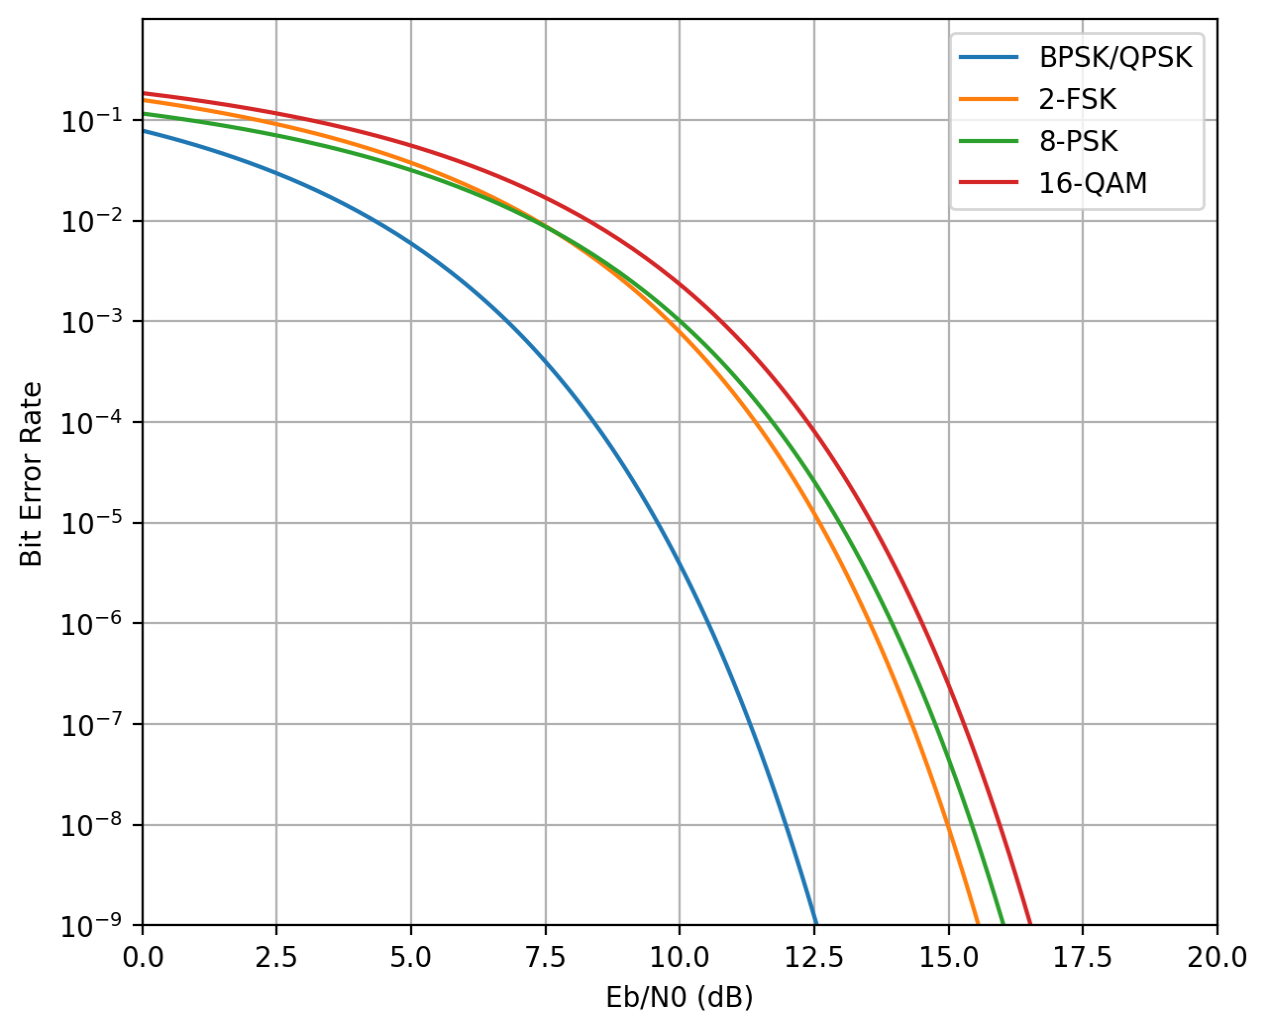 BPSK/QPSK
2-FSK
8-PSK
16-QAM
10⁻¹
10⁻²
10⁻³
10⁻⁴
10⁻⁵
10⁻⁶
10⁻⁷
10⁻⁸
10⁻⁹
Bit Error Rate
0.0 2.5 5.0 7.5 10.0 12.5 15.0 17.5 20.0
Eb/N0 (dB)